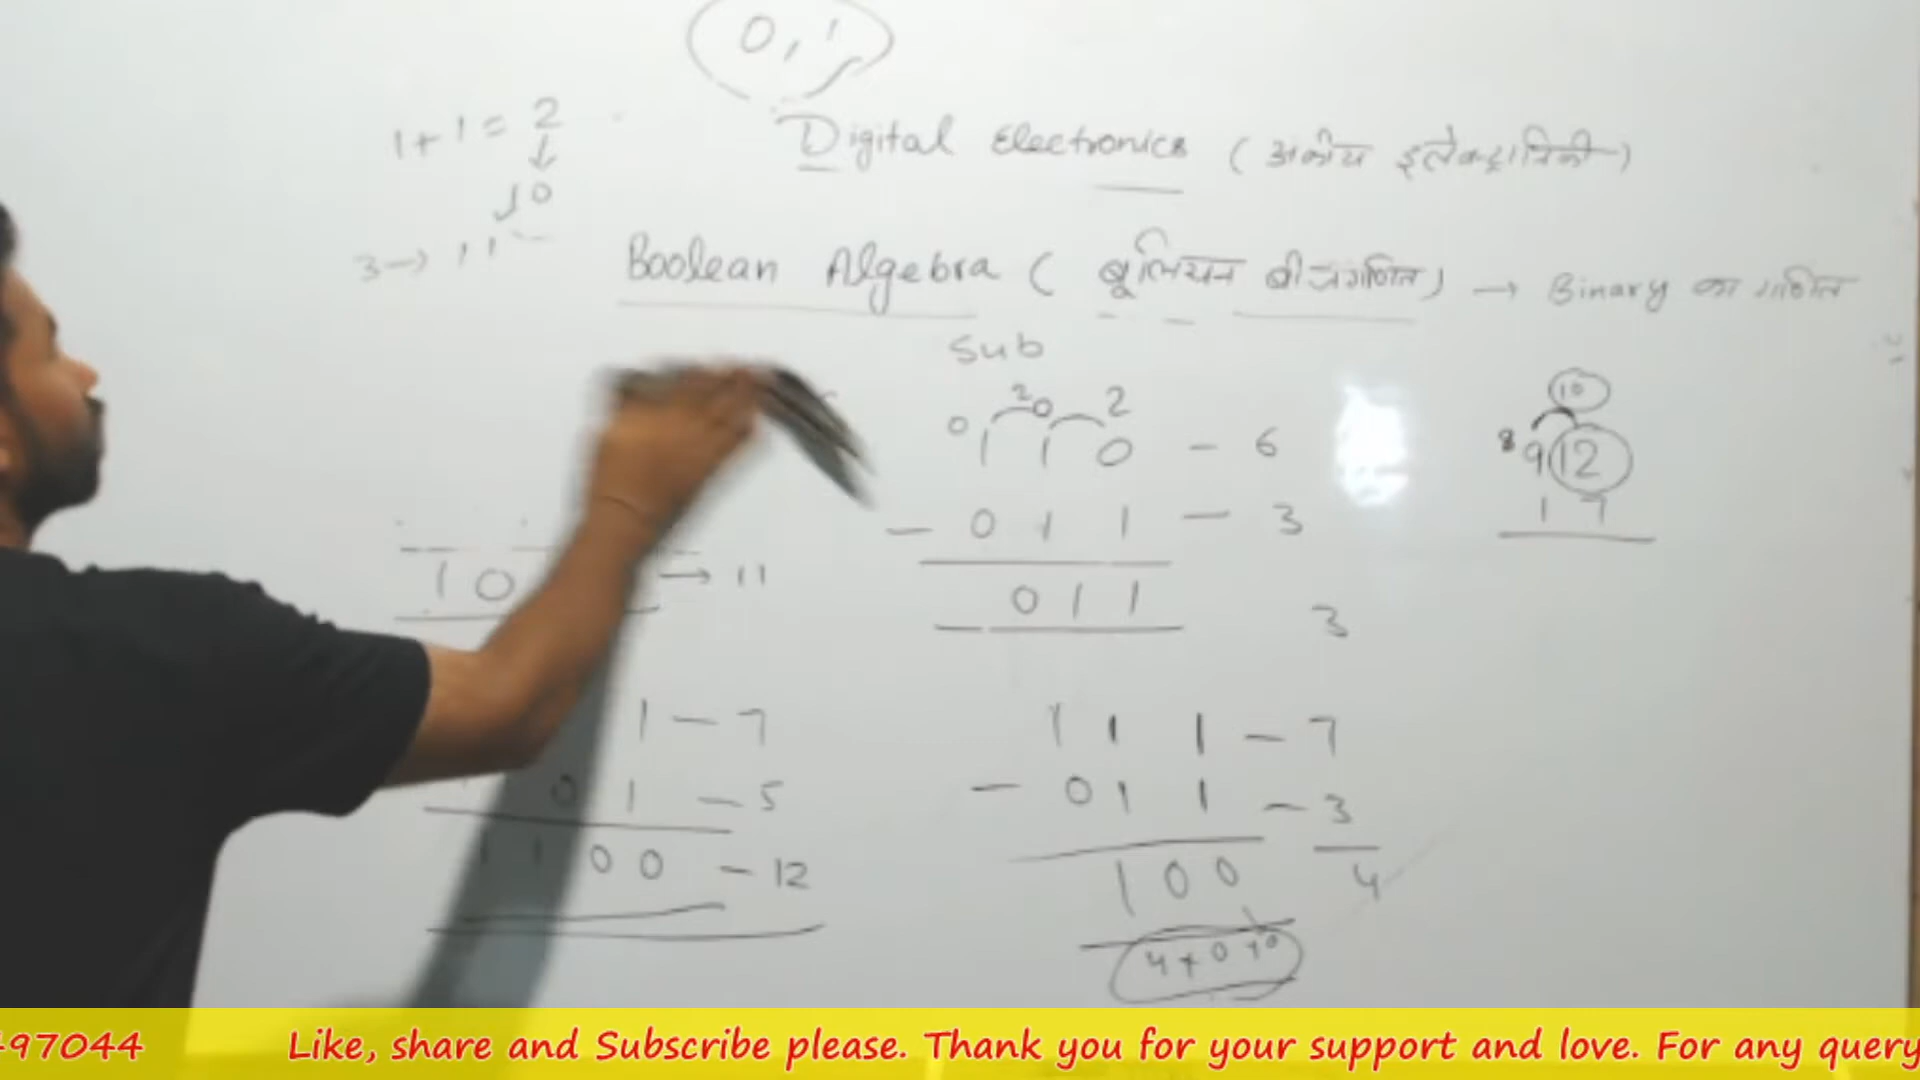 0, 1
1+1=2
↓
10
Digital Electronics (अंकीय इलेक्ट्रानिकी)
3→ 11
Boolean Algebra ( बूलियन बीजगणित) → Binary का गणित
Sub
0 20 2
1 1 0 - 6
- 0 1 1 - 3
0 1 1 3
10
8 9 12
1 7
1 0 → 11
1 - 7
0 1 - 5
1 1 0 0 - 12
1 1 1 - 7
- 0 1 1 - 3
1 0 0 4
4+0+0
-97044 Like, share and Subscribe please. Thank you for your support and love. For any query